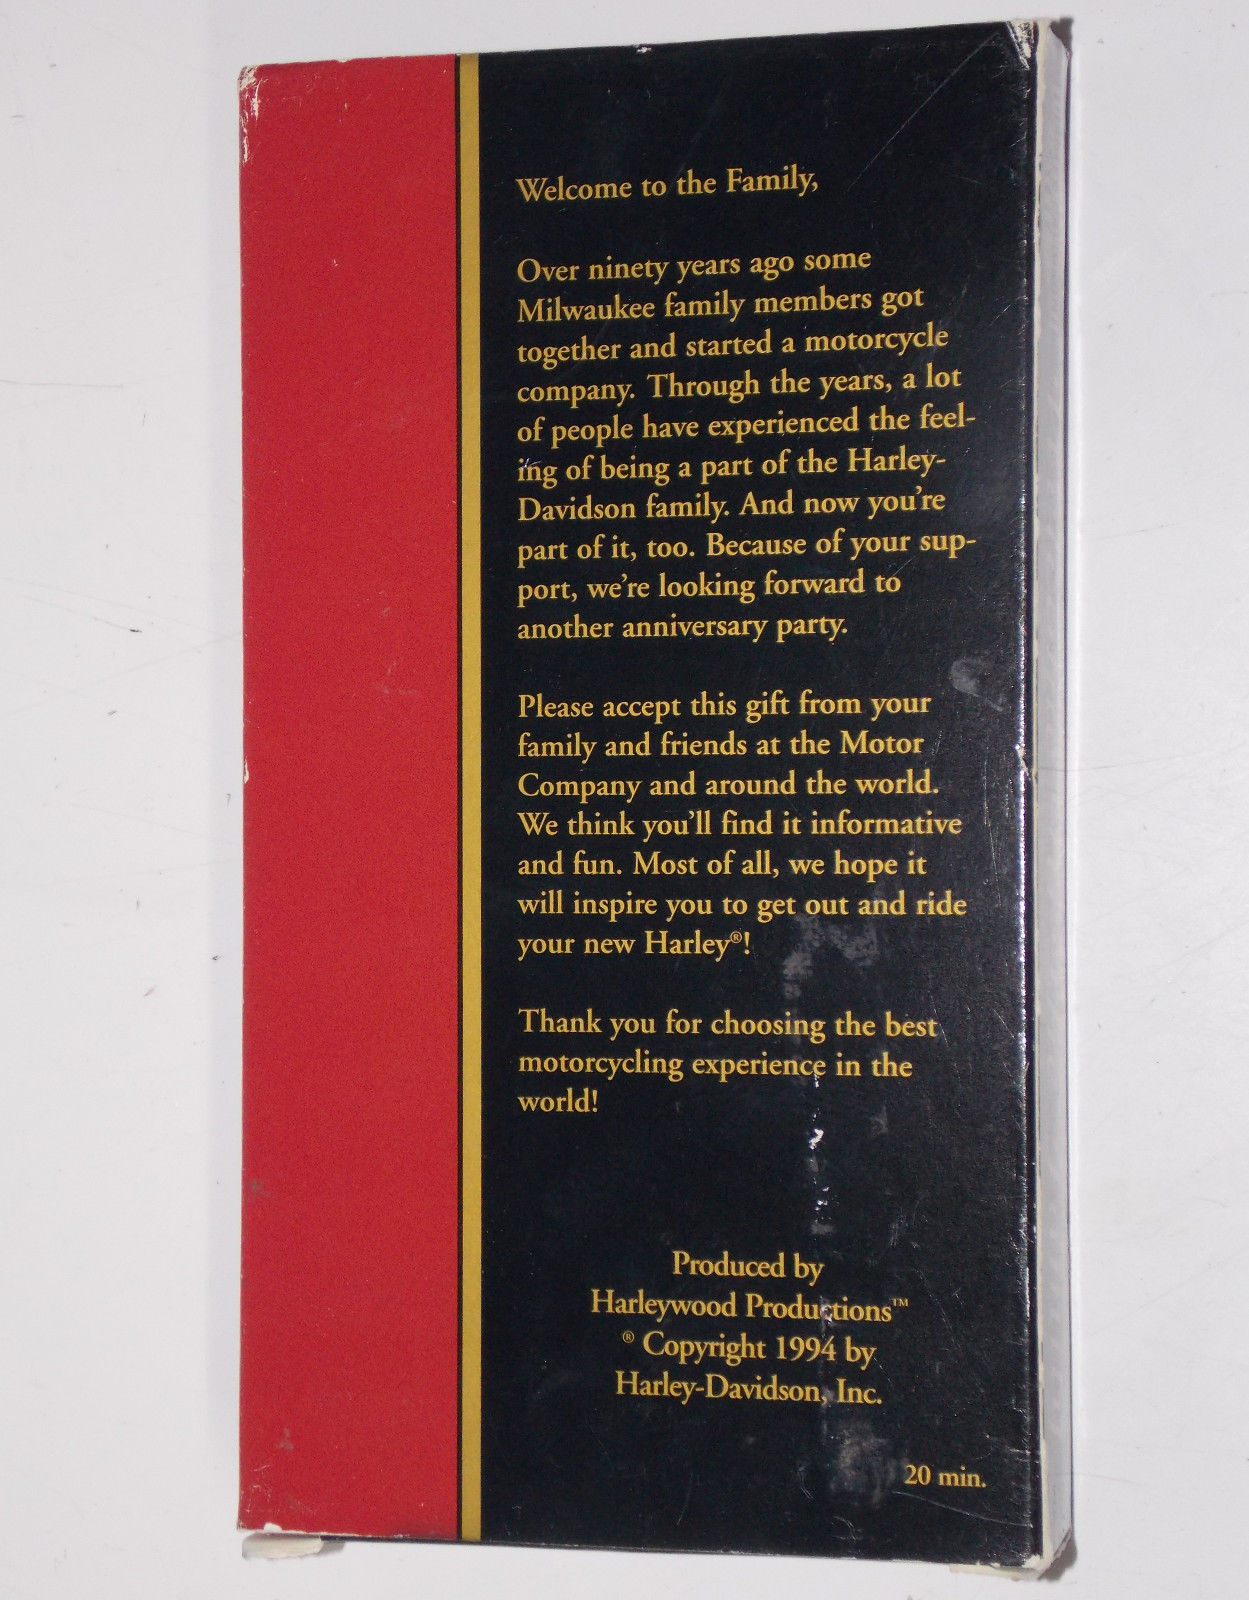 Welcome to the Family,
Over ninety years ago some
Milwaukee family members got
together and started a motorcycle
company. Through the years, a lot
of people have experienced the feel-
ing of being a part of the Harley-
Davidson family. And now you're
part of it, too. Because of your sup-
port, we're looking forward to
another anniversary party.
Please accept this gift from your
family and friends at the Motor
Company and around the world.
We think you'll find it informative
and fun. Most of all, we hope it
will inspire you to get out and ride
your new Harley®!
Thank you for choosing the best
motorcycling experience in the
world!
Produced by
Harleywood Productions™
® Copyright 1994 by
Harley-Davidson, Inc.
20 min.